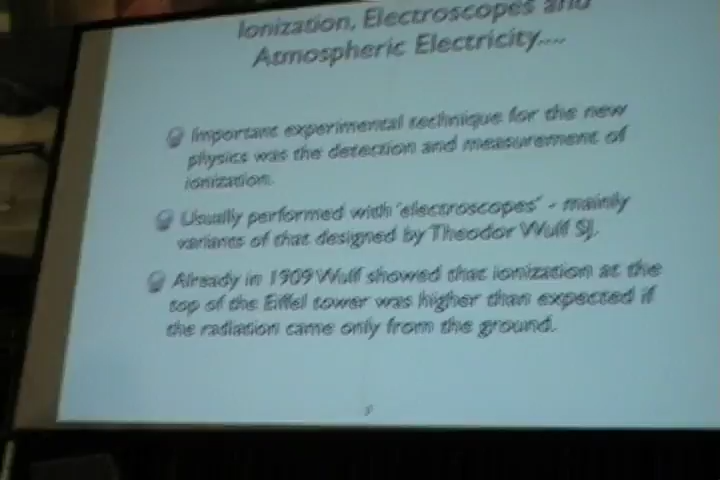 Ionization, Electroscopes and
Atmospheric Electricity....
Important experimental technique for the new
physics was the detection and measurement of
ionization.
Usually performed with 'electroscopes' - mainly
variants of that designed by Theodor Wulf SJ.
Already in 1909 Wulf showed that ionization at the
top of the Eiffel tower was higher than expected if
the radiation came only from the ground.